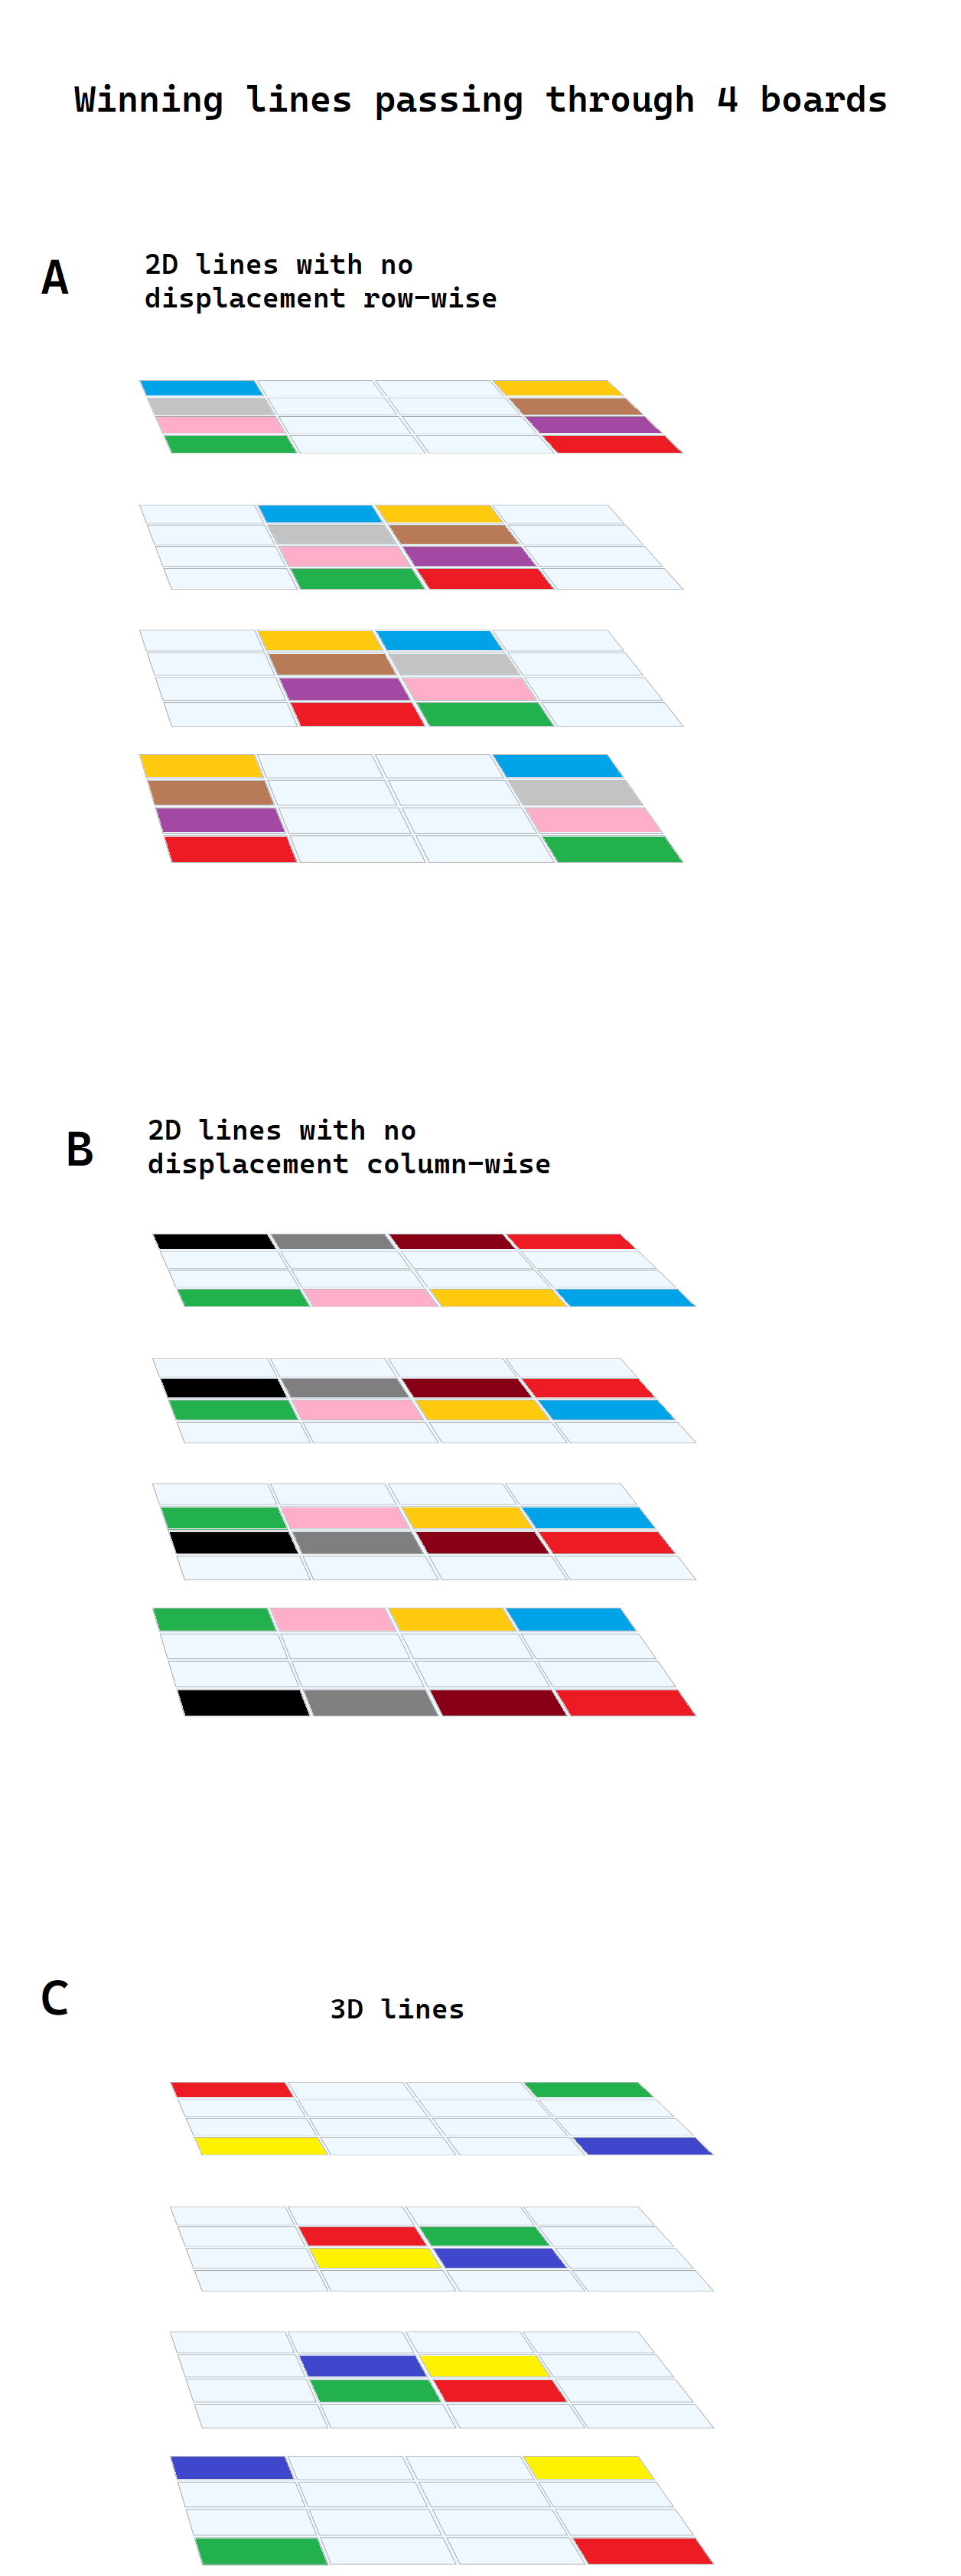 Winning lines passing through 4 boards
A
2D lines with no
displacement row-wise
B
2D lines with no
displacement column-wise
C
3D lines